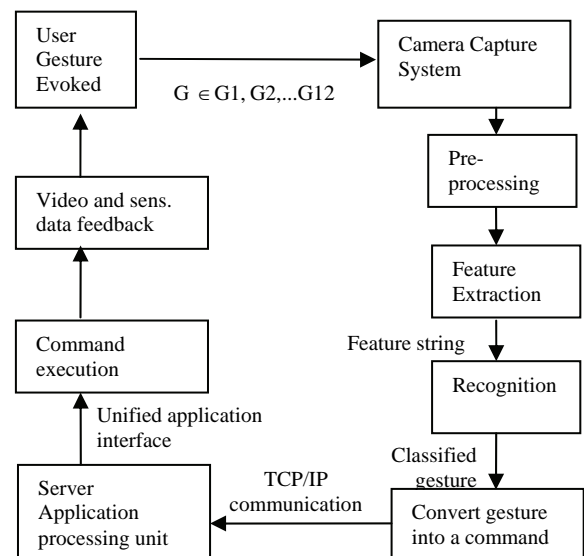 User
Gesture
Evoked
G ∈ G1, G2,...G12
Camera Capture
System
Pre-
processing
Feature
Extraction
Feature string
Recognition
Classified
gesture
Convert gesture
into a command
TCP/IP
communication
Server
Application
processing unit
Unified application
interface
Command
execution
Video and sens.
data feedback